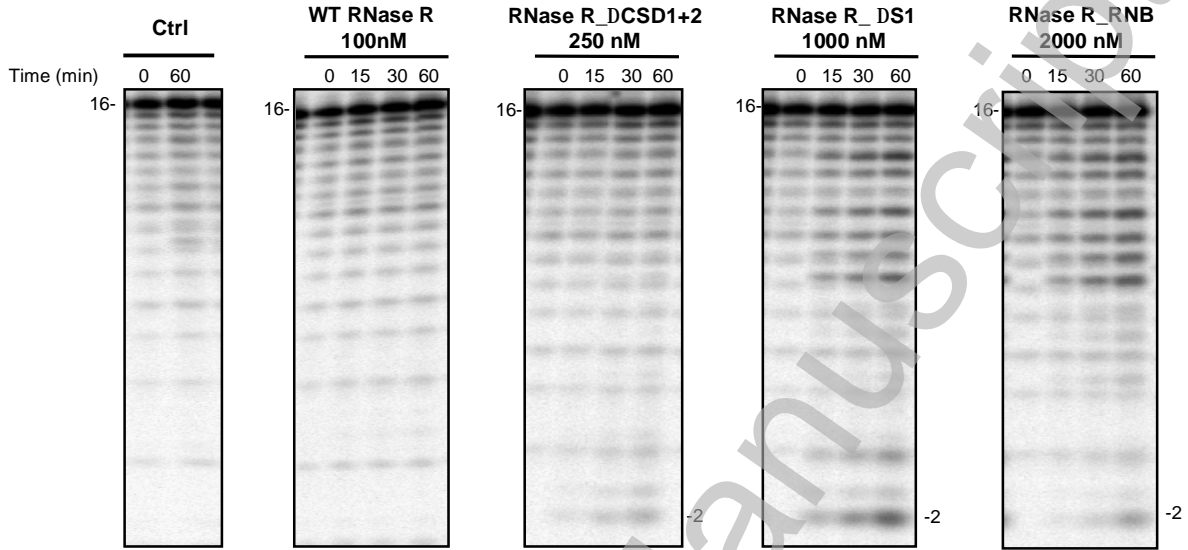 Ctrl
WT RNase R
100nM
RNase R_DCSD1+2
250 nM
RNase R_ DS1
1000 nM
RNase R_RNB
2000 nM
Time (min) 0 60 0 15 30 60 0 15 30 60 0 15 30 60 0 15 30 60
16- 16- 16- 16- 16-
-2 -2 -2
anuscrip